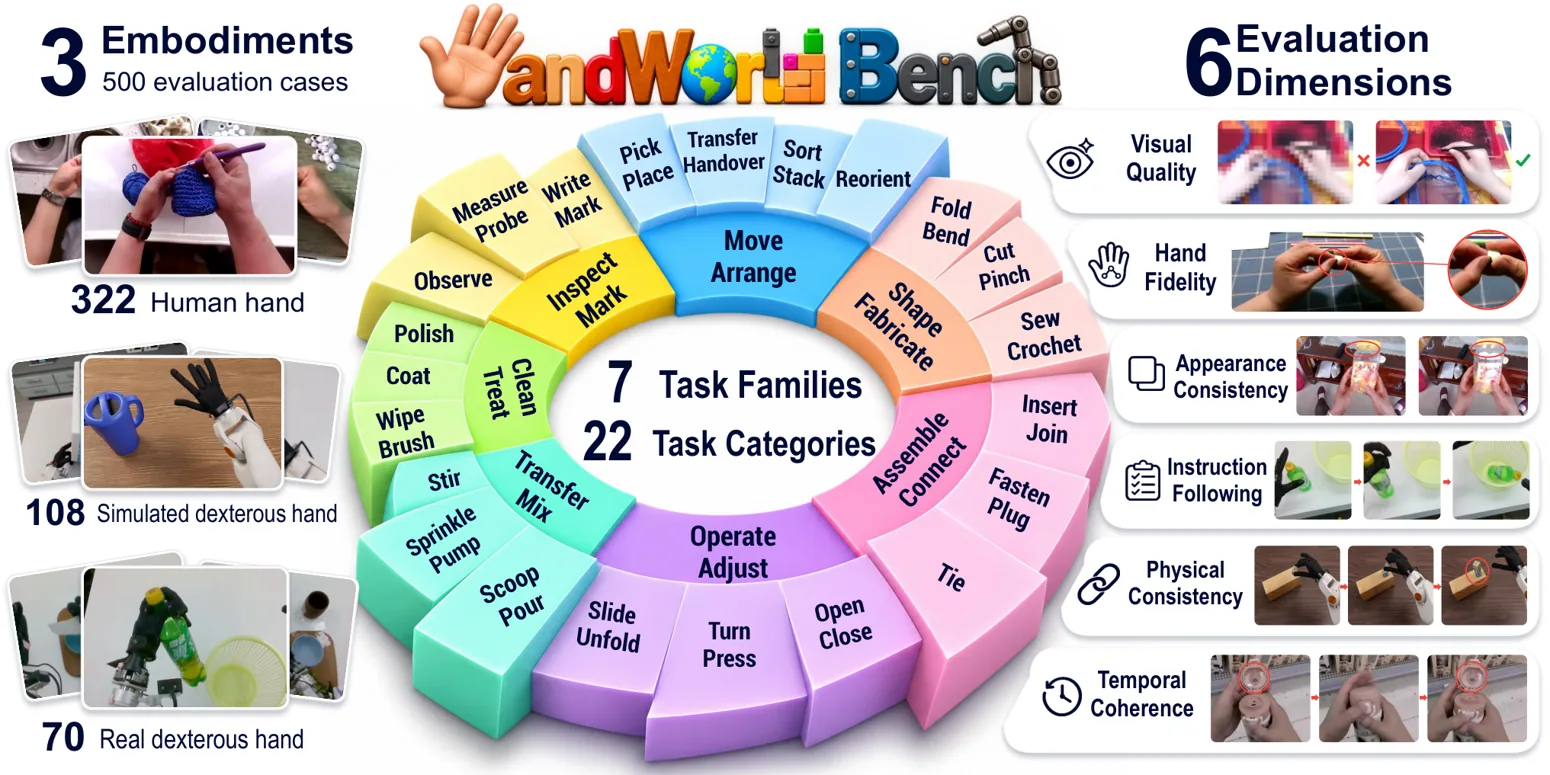 3 Embodiments
500 evaluation cases
322 Human hand
108 Simulated dexterous hand
70 Real dexterous hand
HandWorld Bench
Pick
Place
Transfer
Handover
Sort
Stack
Reorient
Move
Arrange
Fold
Bend
Cut
Pinch
Sew
Crochet
Shape
Fabricate
Insert
Join
Fasten
Plug
Tie
Assemble
Connect
Open
Close
Turn
Press
Slide
Unfold
Operate
Adjust
Scoop
Pour
Sprinkle
Pump
Stir
Transfer
Mix
Wipe
Brush
Coat
Polish
Clean
Treat
Observe
Measure
Probe
Write
Mark
Inspect
Mark
7 Task Families
22 Task Categories
6 Evaluation
Dimensions
Visual
Quality
Hand
Fidelity
Appearance
Consistency
Instruction
Following
Physical
Consistency
Temporal
Coherence